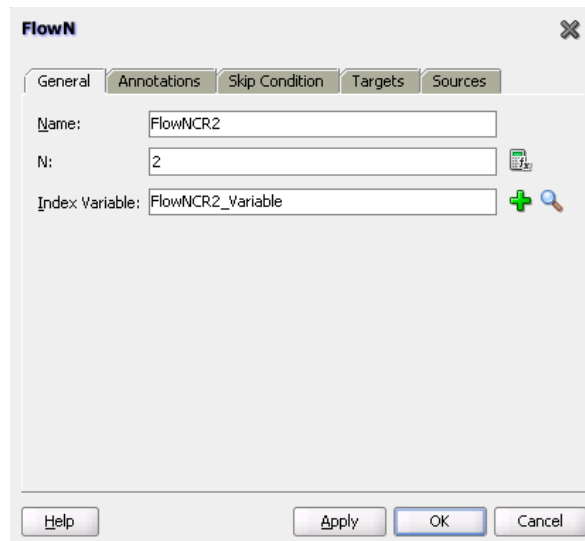 FlowN
General Annotations Skip Condition Targets Sources
Name: FlowNCR2
N: 2
Index Variable: FlowNCR2_Variable
Help Apply OK Cancel